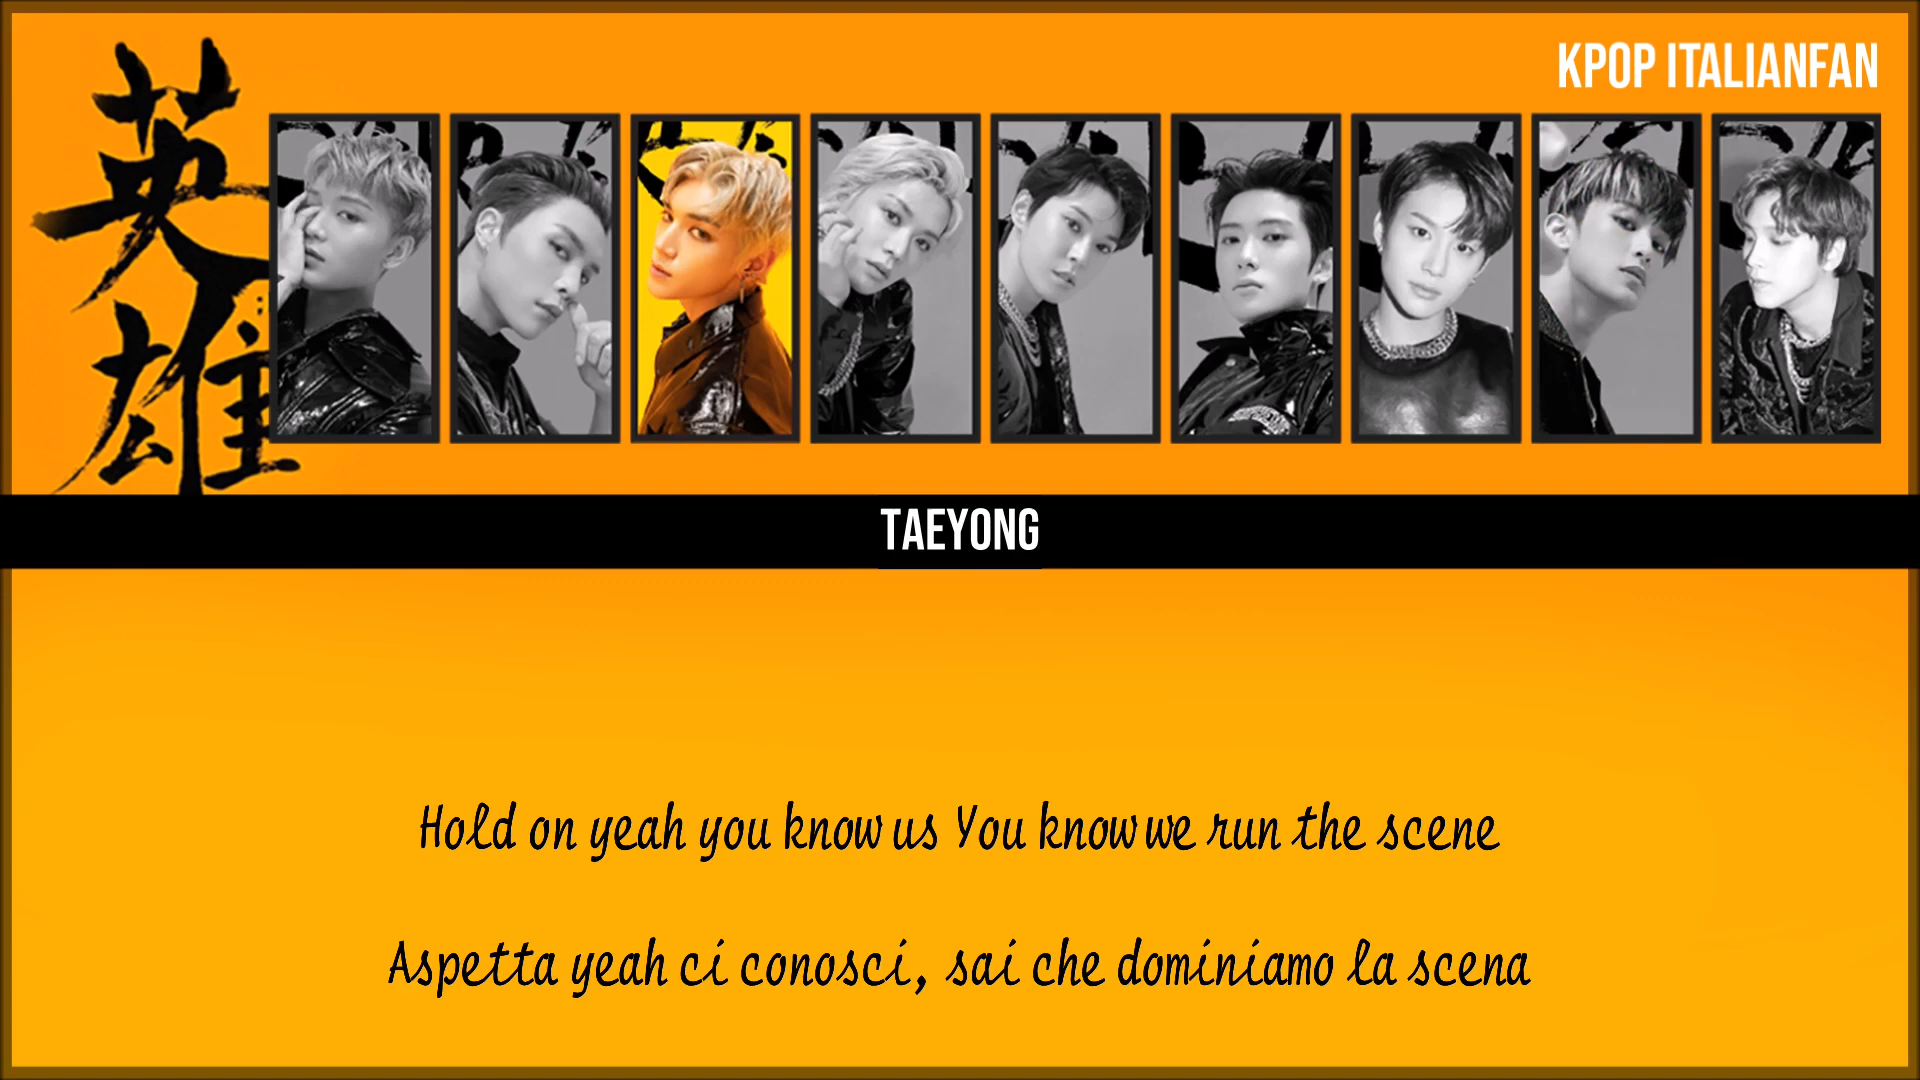 英
雄
KPOP ITALIANFAN
TAEYONG
Hold on yeah you know us You know we run the scene
Aspetta yeah ci conosci, sai che dominiamo la scena